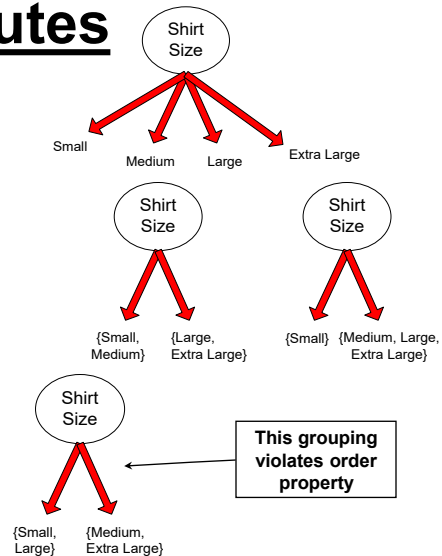 utes
Shirt
Size
Small
Medium
Large
Extra Large
Shirt
Size
Shirt
Size
{Small,
Medium}
{Large,
Extra Large}
{Small}
{Medium, Large,
Extra Large}
Shirt
Size
This grouping
violates order
property
{Small,
Large}
{Medium,
Extra Large}